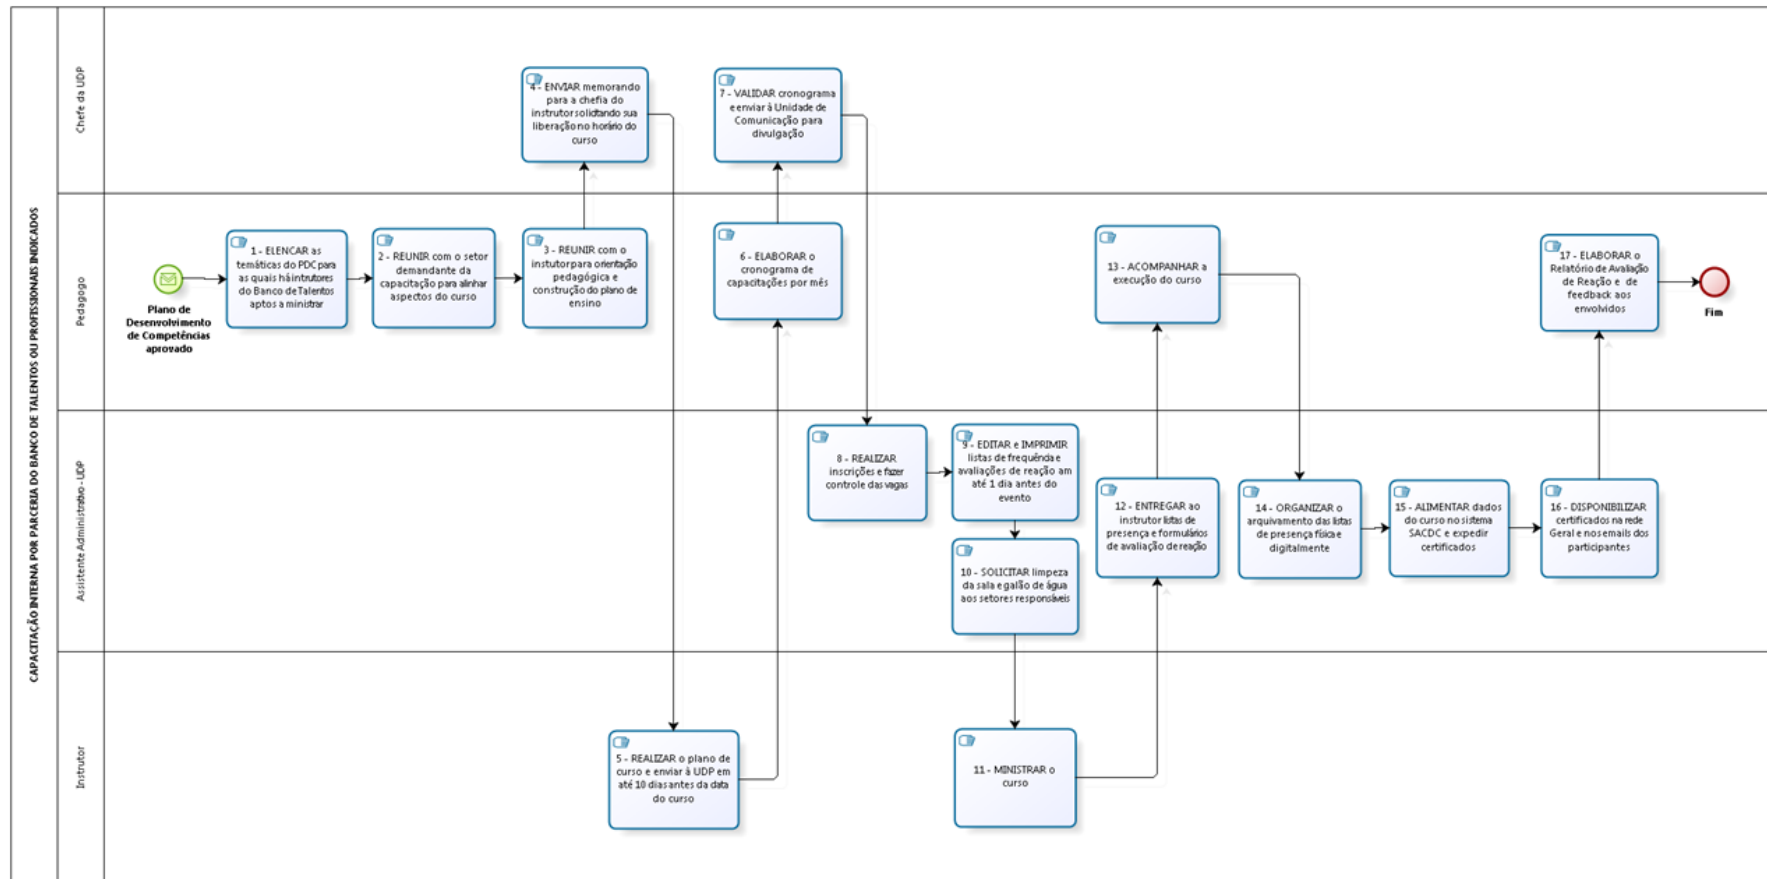 CAPACITAÇÃO INTERNA POR PARCERIA DO BANCO DE TALENTOS OU PROFISSIONAIS INDICADOS
Chefe da UDP
4 - ENVIAR memorando
para a chefia do
instrutor solicitando sua
liberação no horário do
curso
7 - VALIDAR cronograma
e enviar à Unidade de
Comunicação para
divulgação
Pedagogo
Plano de
Desenvolvimento
de Competências
aprovado
1 - ELENCAR as
temáticas do PDC para
as quais há intrutores
do Banco de Talentos
aptos a ministrar
2 - REUNIR com o setor
demandante da
capacitação para alinhar
aspectos do curso
3 - REUNIR com o
instutor para orientação
pedagógica e
construção do plano de
ensino
6 - ELABORAR o
cronograma de
capacitações por mês
13 - ACOMPANHAR a
execução do curso
17 - ELABORAR o
Relatório de Avaliação
de Reação e de
feedback aos
envolvidos
Fim
Assistente Administrativo - UDP
8 - REALIZAR
inscrições e fazer
controle das vagas
9 - EDITAR e IMPRIMIR
listas de frequência e
avaliações de reação am
até 1 dia antes do
evento
10 - SOLICITAR limpeza
da sala e galão de água
aos setores responsáveis
12 - ENTREGAR ao
instrutor listas de
presença e formulários
de avaliação de reação
14 - ORGANIZAR o
arquivamento das listas
de presença física e
digitalmente
15 - ALIMENTAR dados
do curso no sistema
SACDC e expedir
certificados
16 - DISPONIBILIZAR
certificados na rede
Geral e nos emails dos
participantes
Instrutor
5 - REALIZAR o plano de
curso e enviar à UDP em
até 10 dias antes da data
do curso
11 - MINISTRAR o
curso